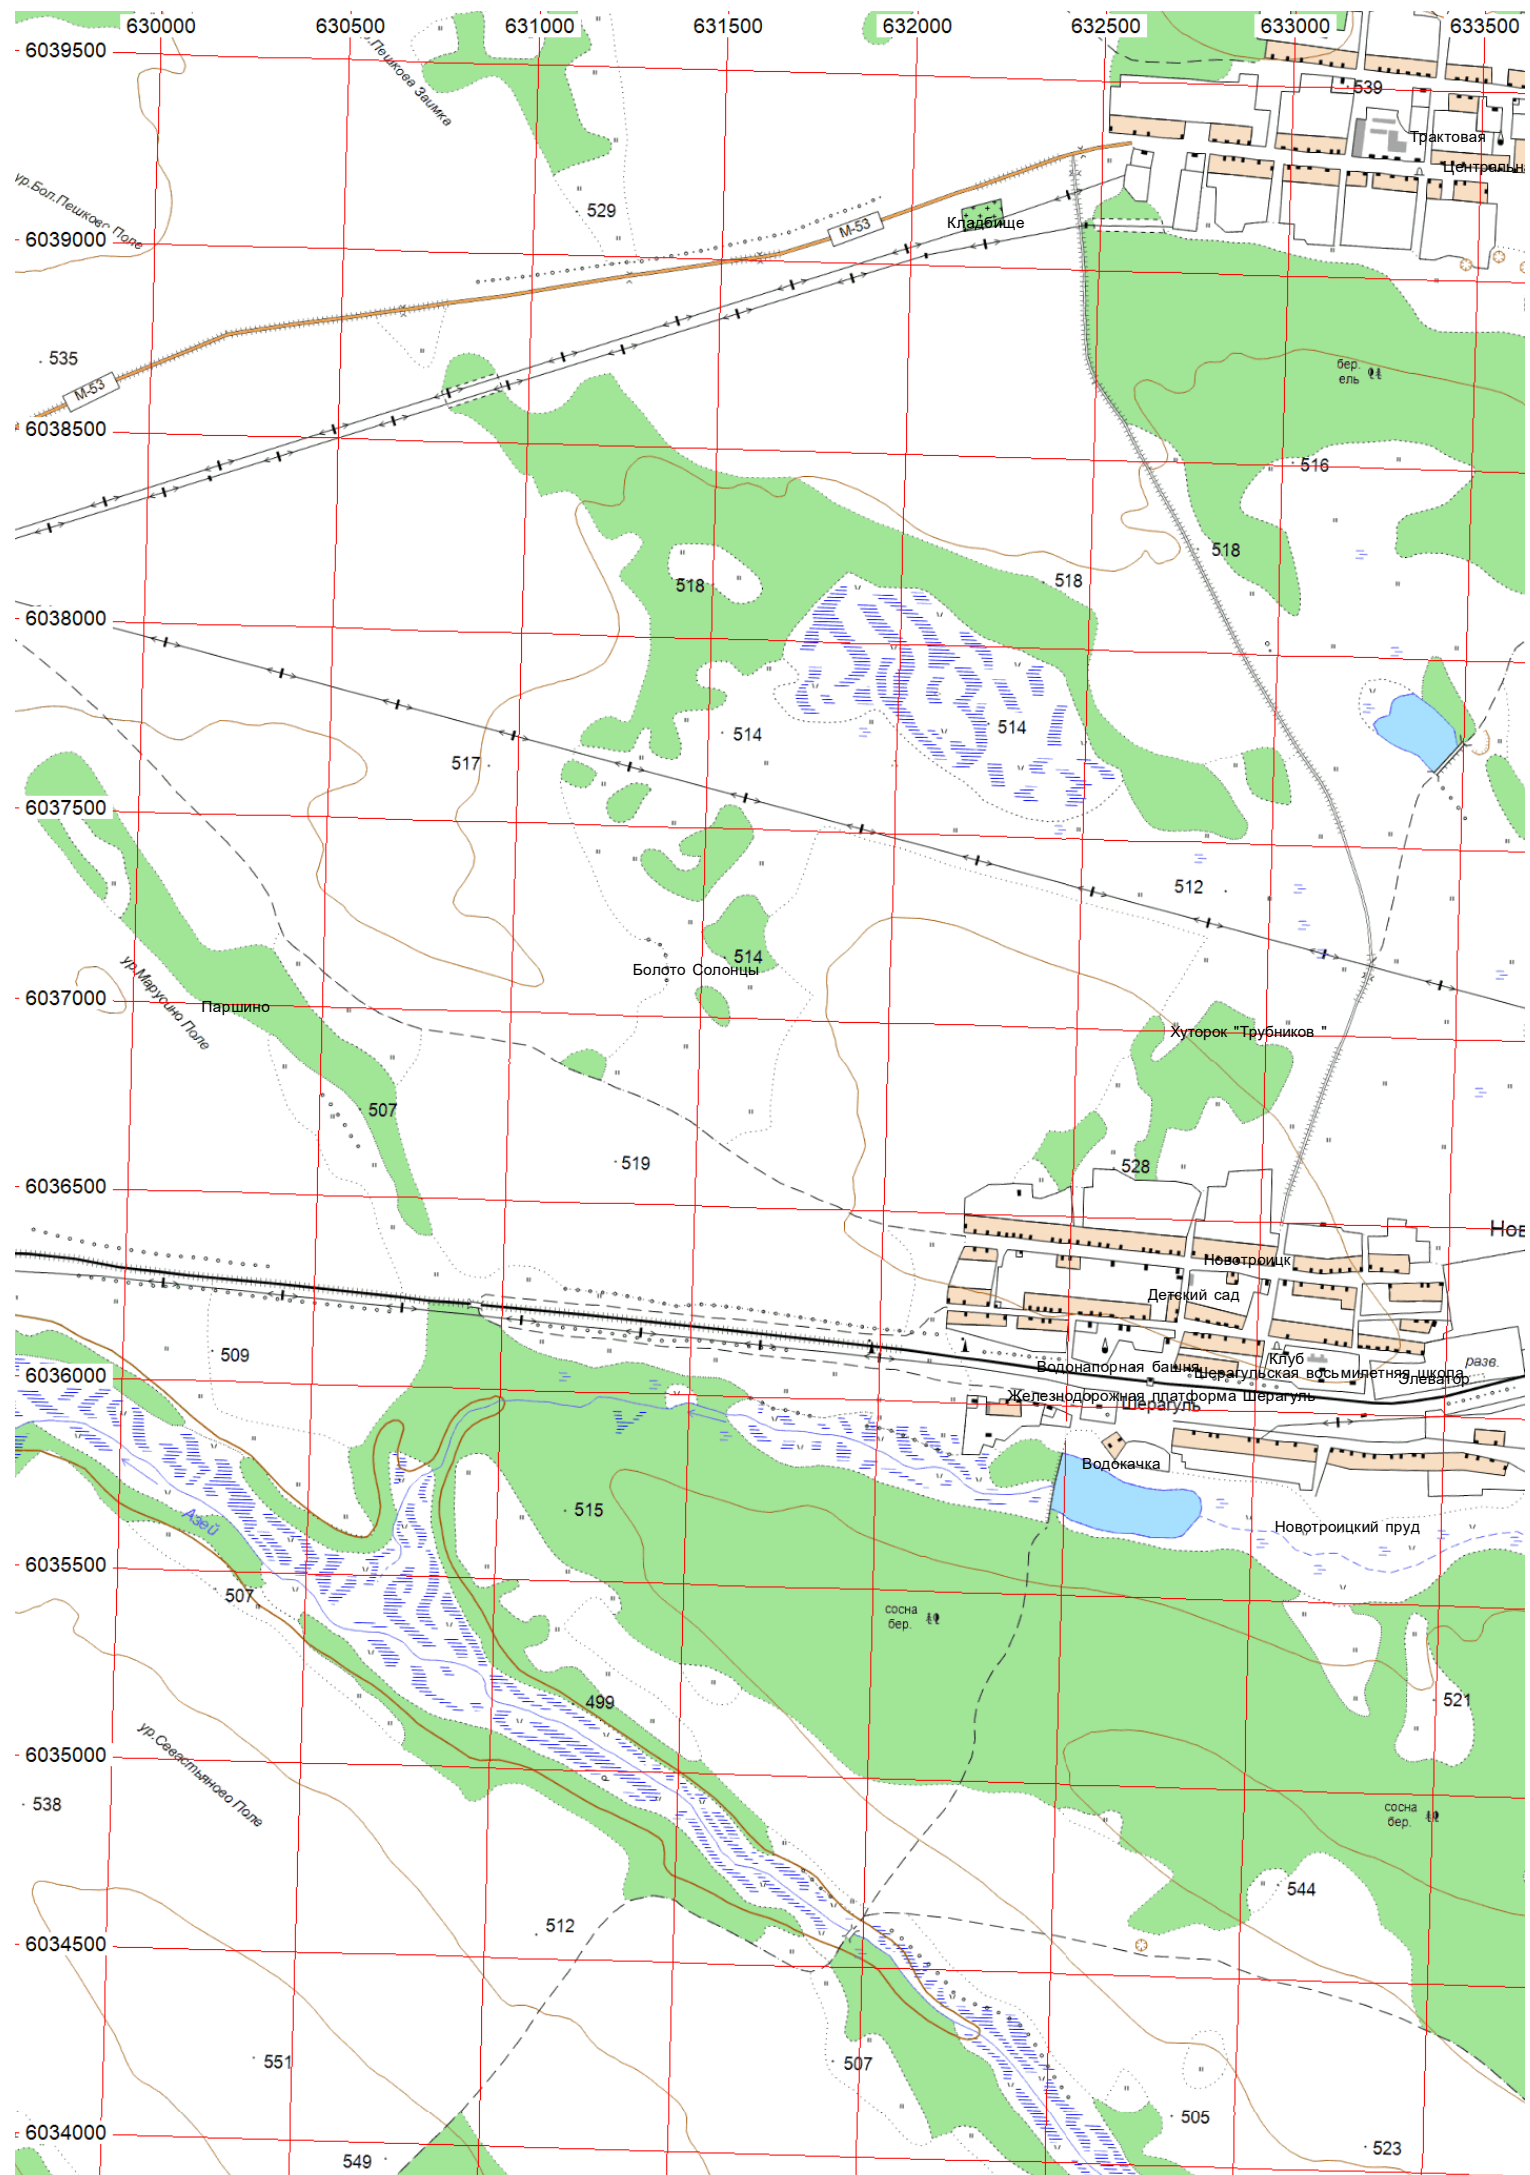 630000 630500 631000 631500 632000 632500 633000 633500
6039500
ур.Пешкова Заимка
539
Трактовая
Центральн
ур.Бол.Пешково Поле
529
Кладбище
М-53
6039000
535
М-53
бер.
ель
6038500
516
518
518
518
6038000
514
514
517
6037500
512
514
Болото Солонцы
ур.Марусино Поле
6037000
Паршино
Хуторок "Трубников "
507
519
528
6036500
Нов
Новотроицк
Детский сад
509
Клуб
разв.
Водонапорная башня
Шерагульская восьмилетняя школа
Элеватор
6036000
Железнодорожная платформа Шерагуль
Шерагуль
Водокачка
515
Азей
Новотроицкий пруд
6035500
507
сосна
бер.
499
521
ур.Севастьяново Поле
6035000
538
сосна
бер.
544
512
6034500
551
507
505
6034000
549
523